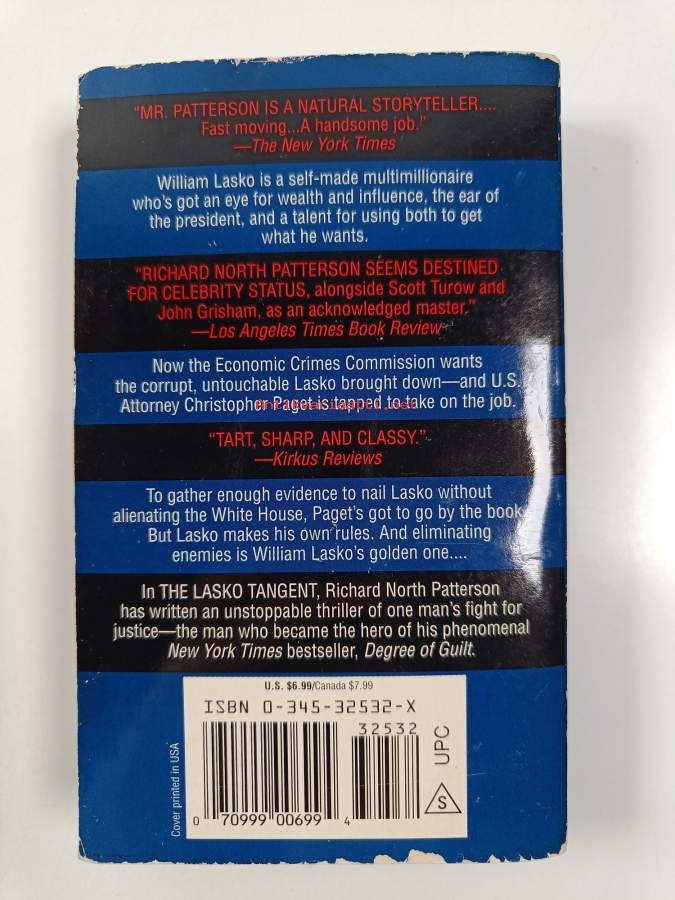 "MR. PATTERSON IS A NATURAL STORYTELLER....
Fast moving...A handsome job."
—The New York Times
William Lasko is a self-made multimillionaire
who's got an eye for wealth and influence, the ear of
the president, and a talent for using both to get
what he wants.
"RICHARD NORTH PATTERSON SEEMS DESTINED
FOR CELEBRITY STATUS, alongside Scott Turow and
John Grisham, as an acknowledged master."
—Los Angeles Times Book Review
Now the Economic Crimes Commission wants
the corrupt, untouchable Lasko brought down—and U.S.
Attorney Christopher Paget is tapped to take on the job.
"TART, SHARP, AND CLASSY."
—Kirkus Reviews
To gather enough evidence to nail Lasko without
alienating the White House, Paget's got to go by the book.
But Lasko makes his own rules. And eliminating
enemies is William Lasko's golden one....
In THE LASKO TANGENT, Richard North Patterson
has written an unstoppable thriller of one man's fight for
justice—the man who became the hero of his phenomenal
New York Times bestseller, Degree of Guilt.
U.S. $6.99/Canada $7.99
ISBN 0-345-32532-X
32532
UPC
S
0 70999 00699 4
Cover printed in USA